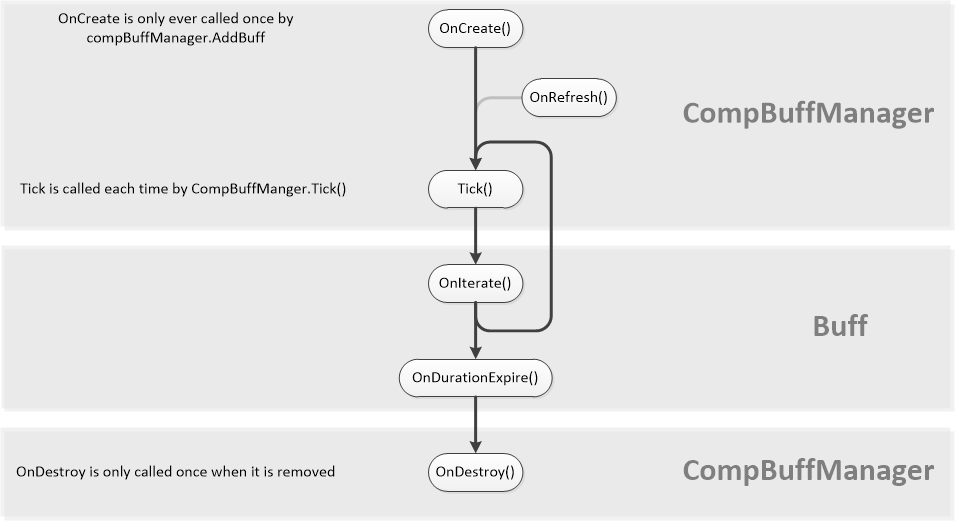 OnCreate is only ever called once by
compBuffManager.AddBuff
OnCreate()
OnRefresh()
CompBuffManager
Tick is called each time by CompBuffManger.Tick()
Tick()
OnIterate()
Buff
OnDurationExpire()
OnDestroy is only called once when it is removed
OnDestroy()
CompBuffManager